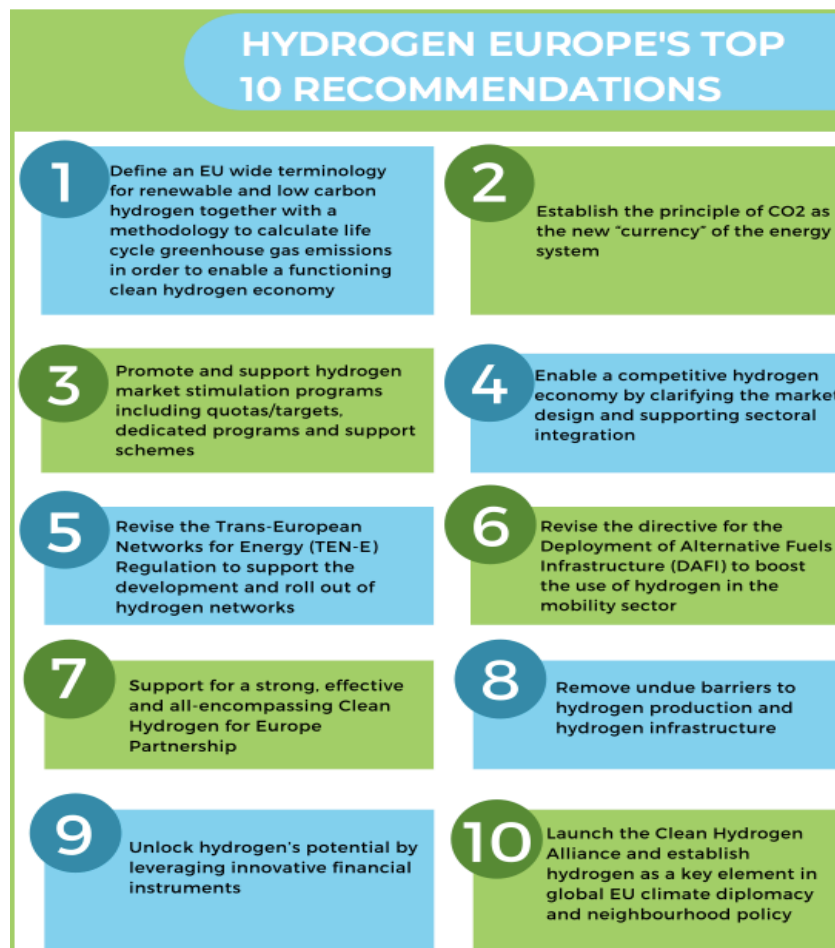 HYDROGEN EUROPE'S TOP
10 RECOMMENDATIONS
1
Define an EU wide terminology
for renewable and low carbon
hydrogen together with a
methodology to calculate life
cycle greenhouse gas emissions
in order to enable a functioning
clean hydrogen economy
2
Establish the principle of CO2 as
the new "currency" of the energy
system
3
Promote and support hydrogen
market stimulation programs
including quotas/targets,
dedicated programs and support
schemes
4
Enable a competitive hydrogen
economy by clarifying the market
design and supporting sectoral
integration
5
Revise the Trans-European
Networks for Energy (TEN-E)
Regulation to support the
development and roll out of
hydrogen networks
6
Revise the directive for the
Deployment of Alternative Fuels
Infrastructure (DAFI) to boost
the use of hydrogen in the
mobility sector
7
Support for a strong, effective
and all-encompassing Clean
Hydrogen for Europe
Partnership
8
Remove undue barriers to
hydrogen production and
hydrogen infrastructure
9
Unlock hydrogen's potential by
leveraging innovative financial
instruments
10
Launch the Clean Hydrogen
Alliance and establish
hydrogen as a key element in
global EU climate diplomacy
and neighbourhood policy